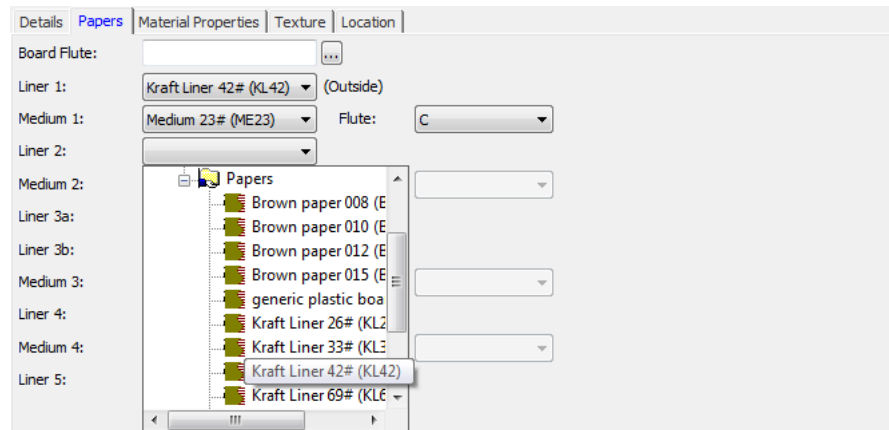 Details Papers Material Properties Texture Location
Board Flute: ...
Liner 1: Kraft Liner 42# (KL42) (Outside)
Medium 1: Medium 23# (ME23) Flute: C
Liner 2:
Medium 2: Papers
Brown paper 008 (E
Liner 3a: Brown paper 010 (E
Liner 3b: Brown paper 012 (E
Medium 3: Brown paper 015 (E
generic plastic boa
Liner 4: Kraft Liner 26# (KL2
Medium 4: Kraft Liner 33# (KL3
Liner 5: Kraft Liner 42# (KL42)
Kraft Liner 69# (KL6